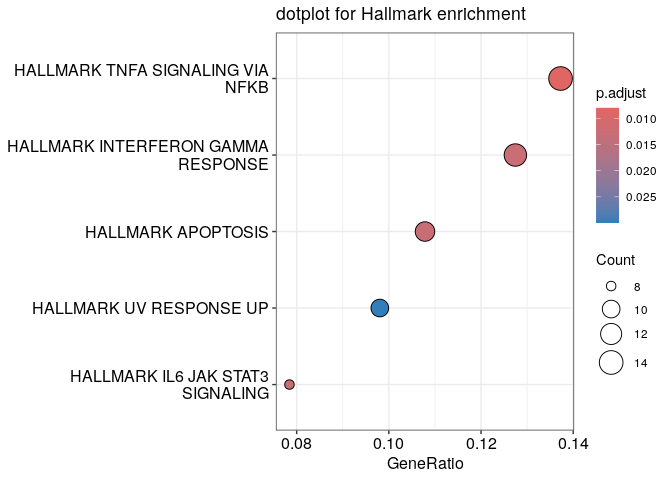 dotplot for Hallmark enrichment
HALLMARK TNFA SIGNALING VIA
NFKB
HALLMARK INTERFERON GAMMA
RESPONSE
HALLMARK APOPTOSIS
HALLMARK UV RESPONSE UP
HALLMARK IL6 JAK STAT3
SIGNALING
0.08 0.10 0.12 0.14
GeneRatio
p.adjust
0.010
0.015
0.020
0.025
Count
8
10
12
14